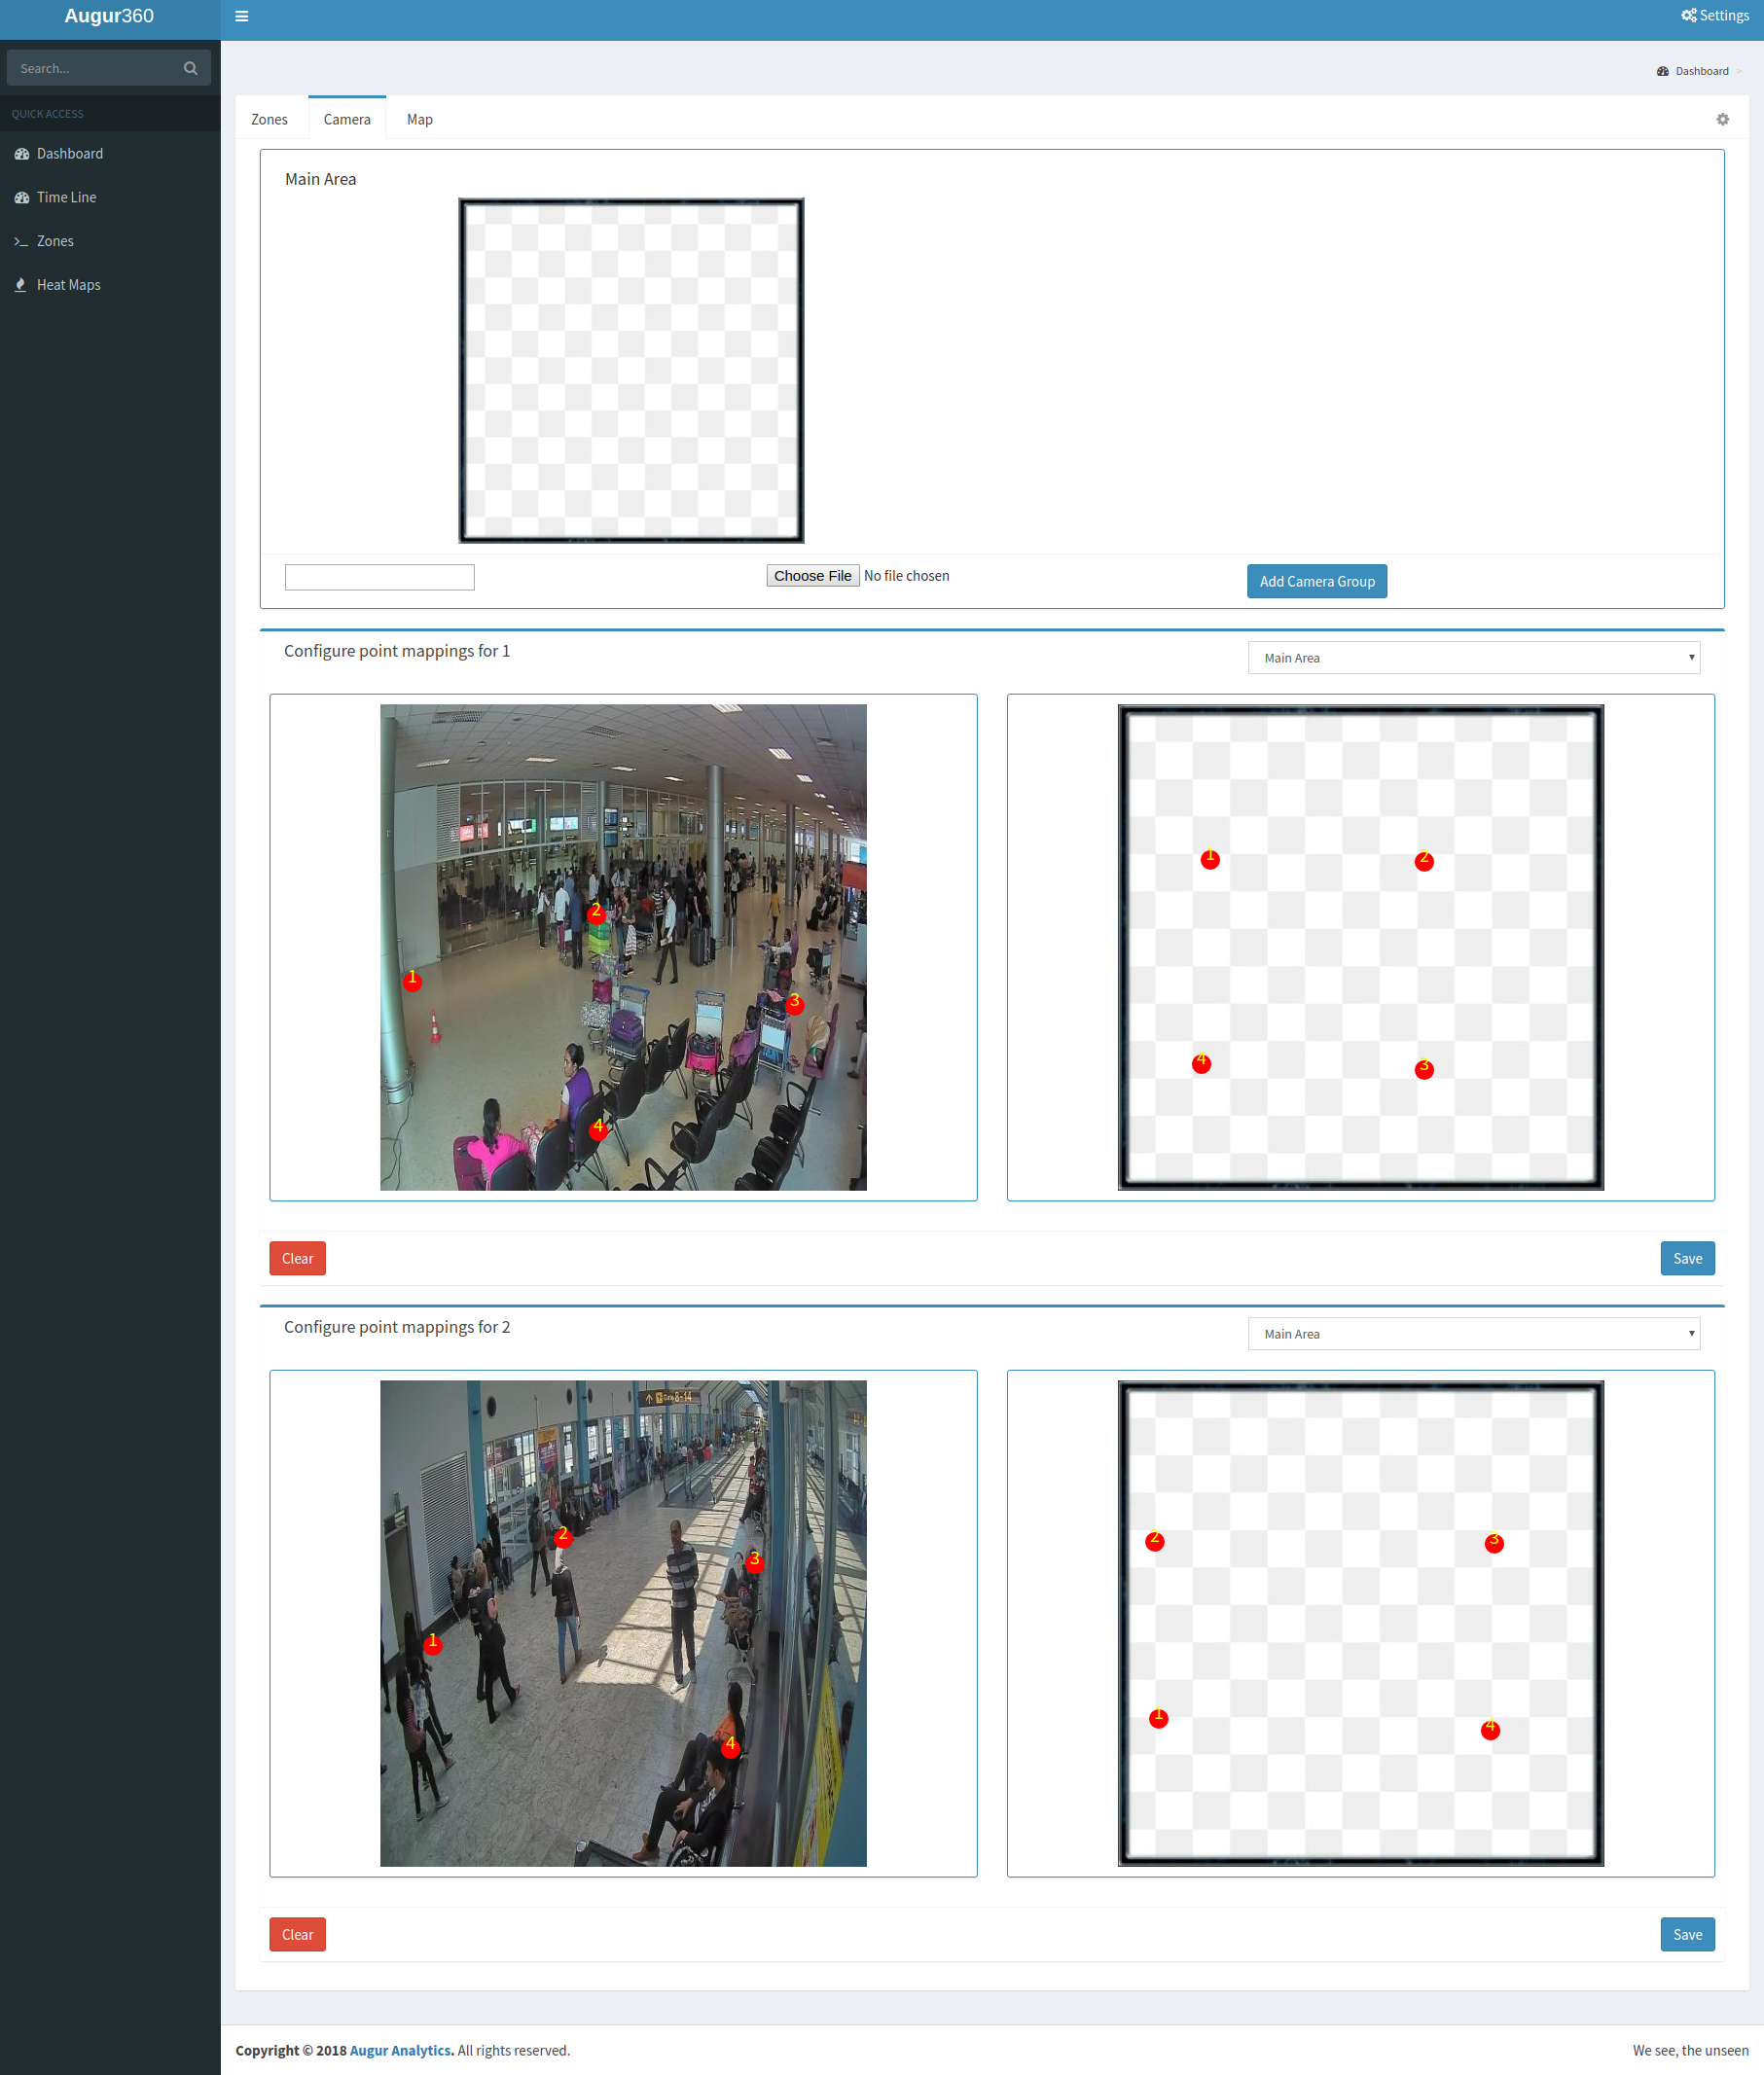 Augur360
Settings
Search...
Dashboard >
QUICK ACCESS
Zones
Camera
Map
Dashboard
Time Line
Zones
Heat Maps
Main Area
Choose File No file chosen
Add Camera Group
Configure point mappings for 1
Main Area
1
2
3
4
1
2
4
3
Clear
Save
Configure point mappings for 2
Main Area
8-14
2
3
1
4
2
3
1
4
Clear
Save
Copyright © 2018 Augur Analytics. All rights reserved.
We see, the unseen